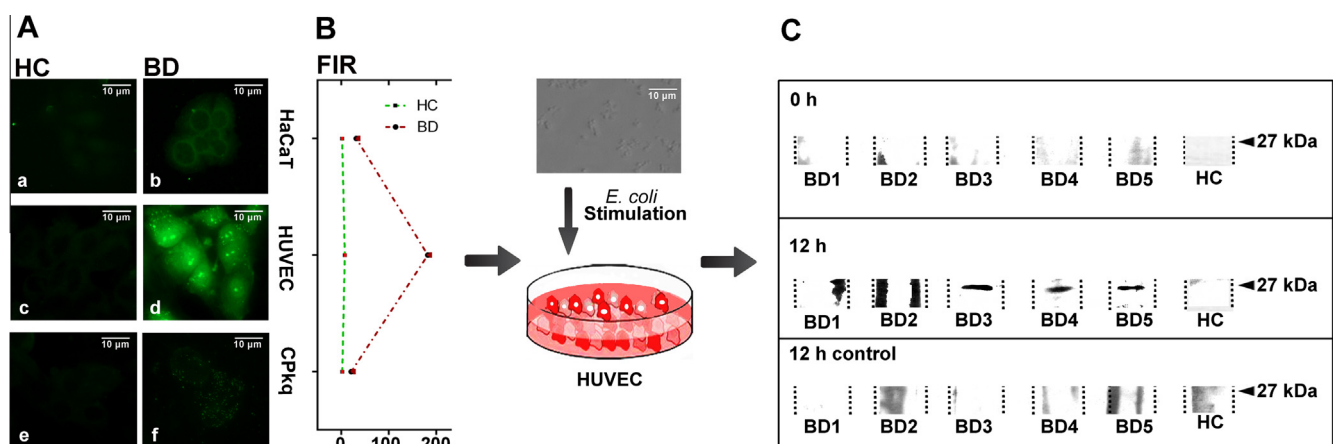 A
HC
BD
10 µm
10 µm
a
b
HaCaT
10 µm
10 µm
c
d
HUVEC
10 µm
10 µm
e
f
CPkq
B
FIR
HC
BD
0 100 200
10 µm
E. coli
Stimulation
HUVEC
C
0 h
27 kDa
BD1 BD2 BD3 BD4 BD5 HC
12 h
27 kDa
BD1 BD2 BD3 BD4 BD5 HC
12 h control
27 kDa
BD1 BD2 BD3 BD4 BD5 HC